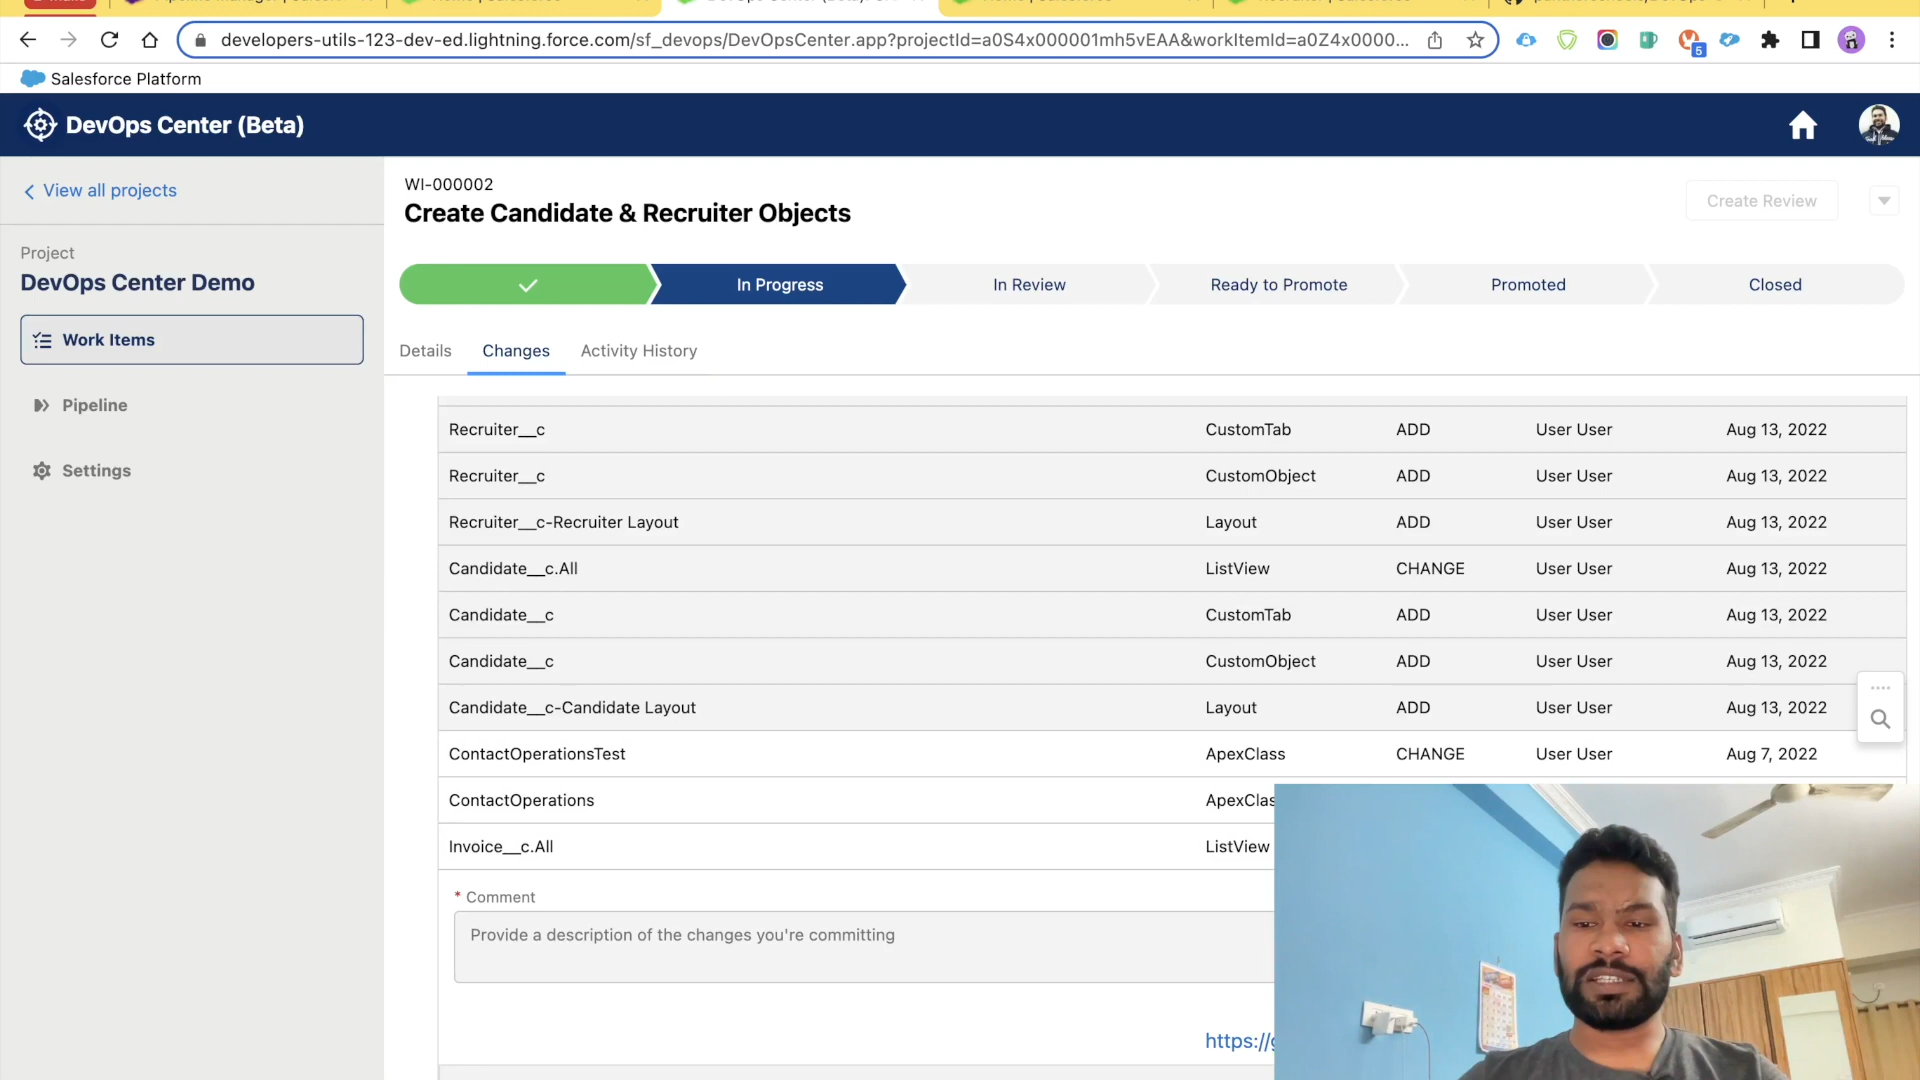 developers-utils-123-dev-ed.lightning.force.com/sf_devops/DevOpsCenter.app?projectId=a0S4x000001mh5vEAA&workItemId=a0Z4x0000...
5
Salesforce Platform
DevOps Center (Beta)
View all projects
WI-000002
Create Candidate & Recruiter Objects
Create Review
Project
DevOps Center Demo
In Progress
In Review
Ready to Promote
Promoted
Closed
Work Items
Pipeline
Settings
Details
Changes
Activity History
Recruiter__c CustomTab ADD User User Aug 13, 2022
Recruiter__c CustomObject ADD User User Aug 13, 2022
Recruiter__c-Recruiter Layout Layout ADD User User Aug 13, 2022
Candidate__c.All ListView CHANGE User User Aug 13, 2022
Candidate__c CustomTab ADD User User Aug 13, 2022
Candidate__c CustomObject ADD User User Aug 13, 2022
Candidate__c-Candidate Layout Layout ADD User User Aug 13, 2022
ContactOperationsTest ApexClass CHANGE User User Aug 7, 2022
ContactOperations ApexClas
Invoice__c.All ListView
* Comment
Provide a description of the changes you're committing
https://g